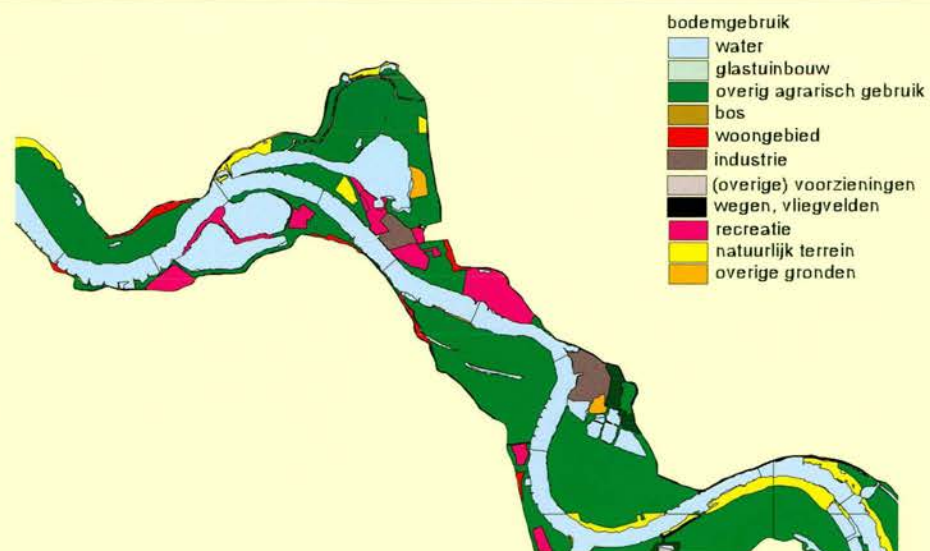 bodemgebruik
water
glastuinbouw
overig agrarisch gebruik
bos
woongebied
industrie
(overige) voorzieningen
wegen, vliegvelden
recreatie
natuurlijk terrein
overige gronden